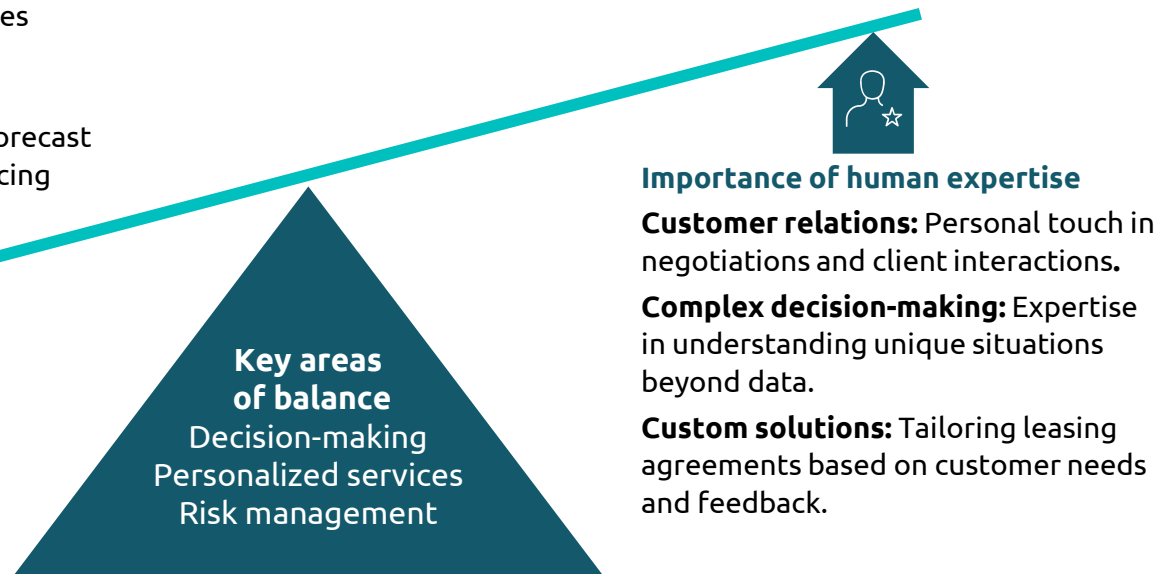 es
orecast
cing
Importance of human expertise
Customer relations: Personal touch in
negotiations and client interactions.
Complex decision-making: Expertise
in understanding unique situations
beyond data.
Custom solutions: Tailoring leasing
agreements based on customer needs
and feedback.
Key areas
of balance
Decision-making
Personalized services
Risk management